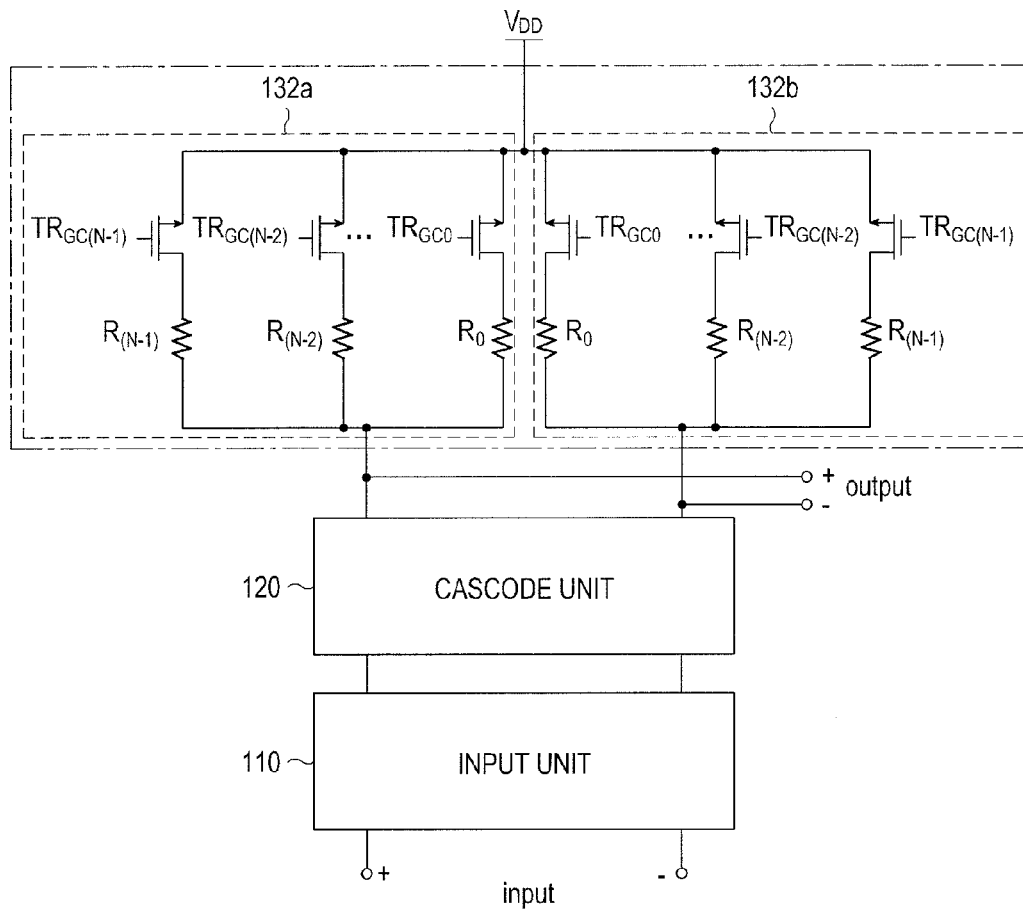 VDD
132a 132b
TRGC(N-1) TRGC(N-2) ... TRGC0 TRGC0 ... TRGC(N-2) TRGC(N-1)
R(N-1) R(N-2) R0 R0 R(N-2) R(N-1)
+ output
-
120 CASCODE UNIT
110 INPUT UNIT
+ -
input